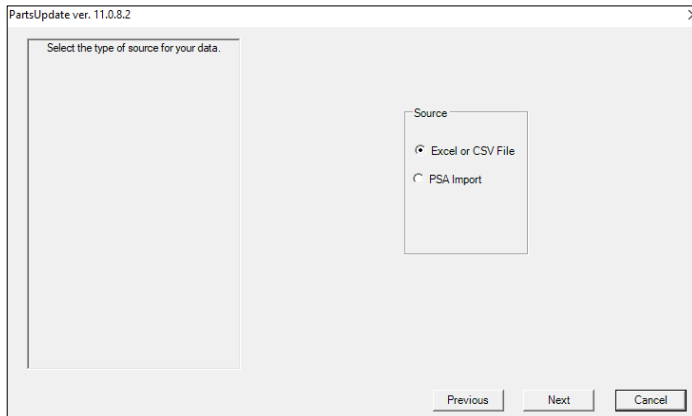 PartsUpdate ver. 11.0.8.2
Select the type of source for your data.
Source
Excel or CSV File
PSA Import
Previous
Next
Cancel